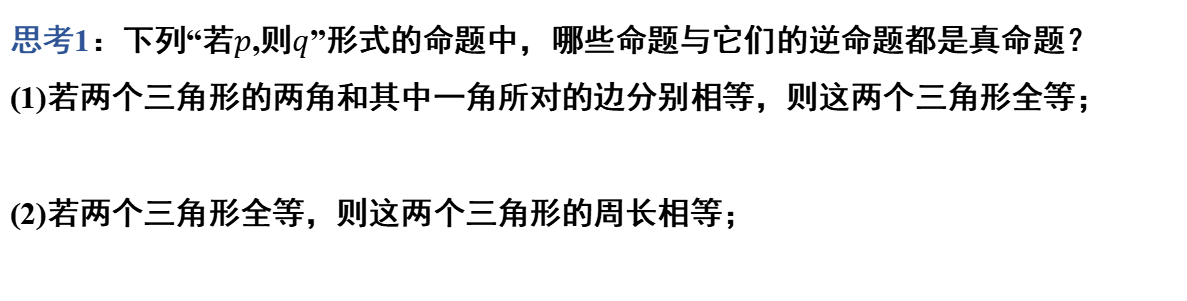 思考1：下列“若p,则q”形式的命题中，哪些命题与它们的逆命题都是真命题？
(1)若两个三角形的两角和其中一角所对的边分别相等，则这两个三角形全等；
(2)若两个三角形全等，则这两个三角形的周长相等；